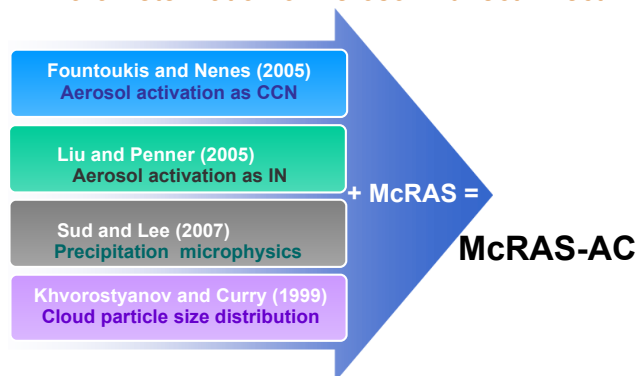 Fountoukis and Nenes (2005)
Aerosol activation as CCN
Liu and Penner (2005)
Aerosol activation as IN
Sud and Lee (2007)
Precipitation microphysics
Khvorostyanov and Curry (1999)
Cloud particle size distribution
+ McRAS =
McRAS-AC